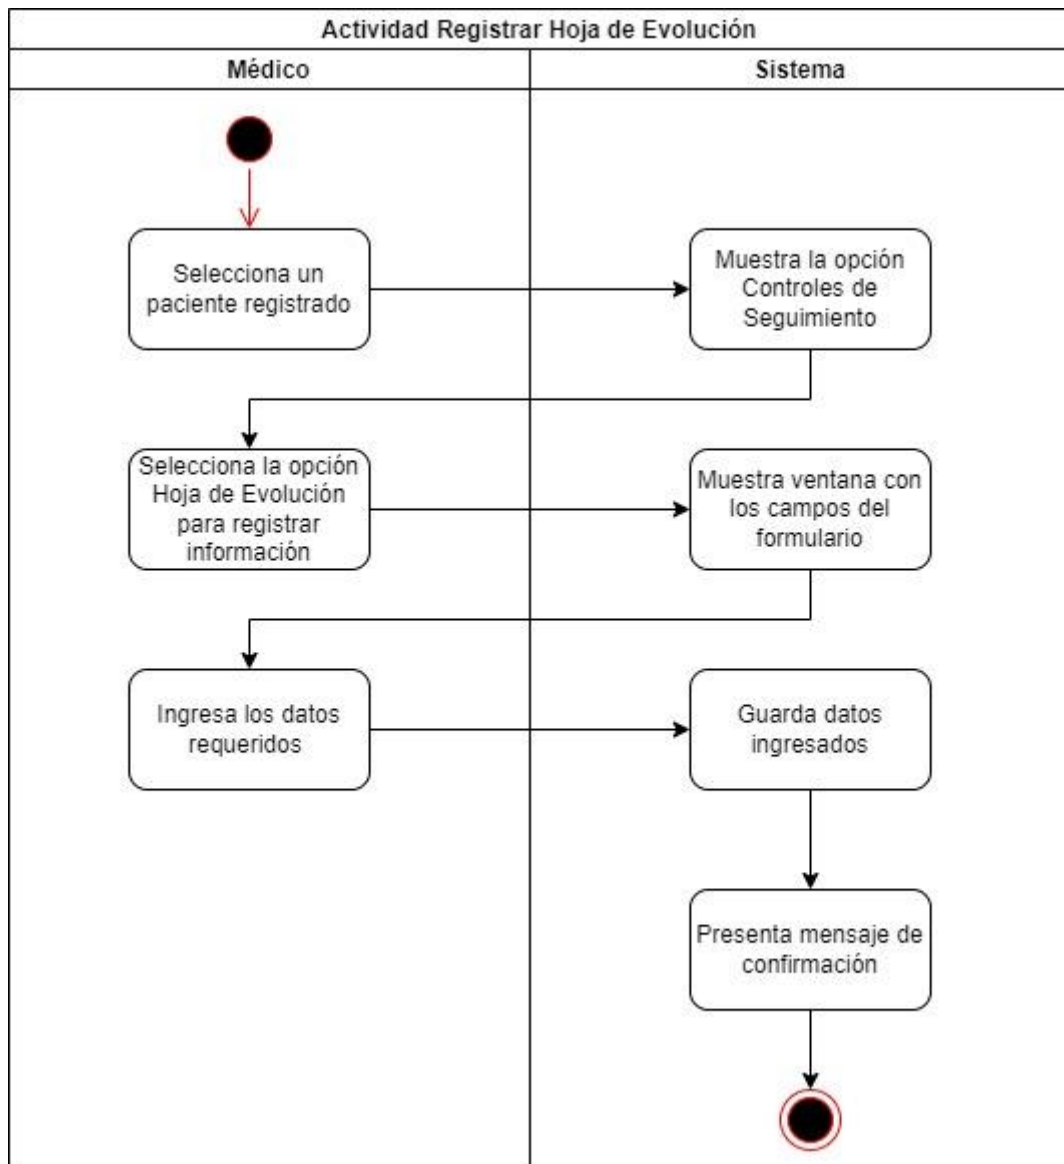 Actividad Registrar Hoja de Evolución
Médico
Sistema
Selecciona un
paciente registrado
Muestra la opción
Controles de
Seguimiento
Selecciona la opción
Hoja de Evolución
para registrar
información
Muestra ventana con
los campos del
formulario
Ingresa los datos
requeridos
Guarda datos
ingresados
Presenta mensaje de
confirmación